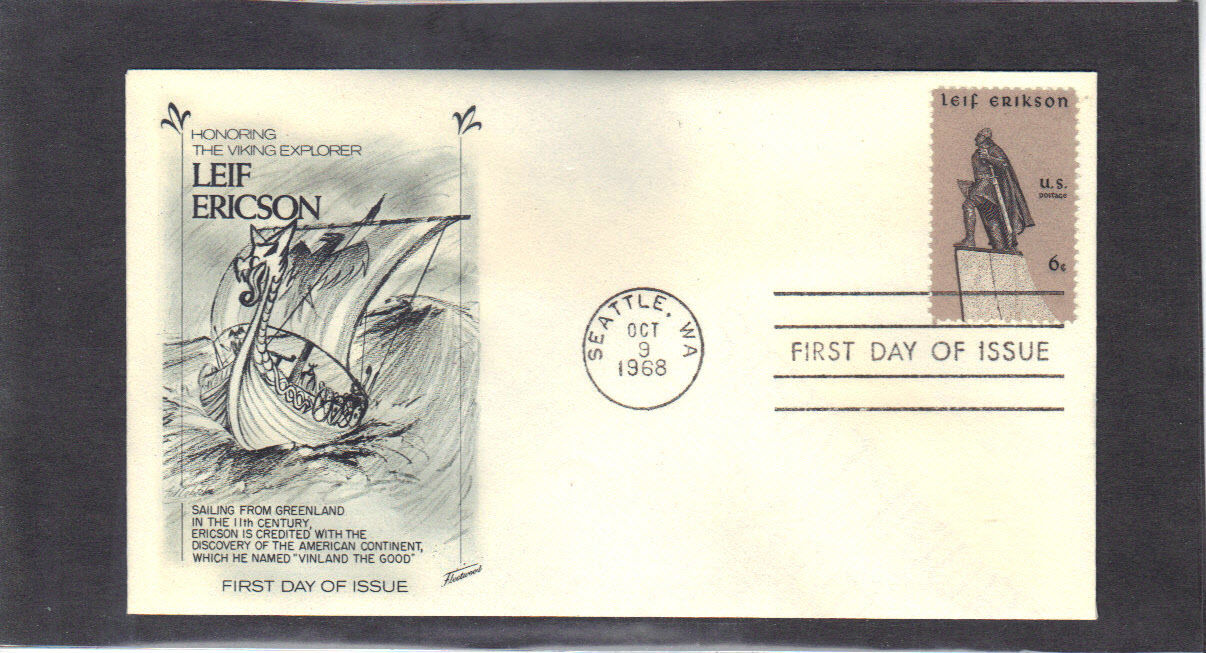 HONORING
THE VIKING EXPLORER
LEIF
ERICSON
SAILING FROM GREENLAND
IN THE 11th CENTURY,
ERICSON IS CREDITED WITH THE
DISCOVERY OF THE AMERICAN CONTINENT,
WHICH HE NAMED "VINLAND THE GOOD"
FIRST DAY OF ISSUE
Fleetwood
SEATTLE, WA
OCT
9
1968
LEIF ERIKSON
U.S.
postage
6¢
FIRST DAY OF ISSUE